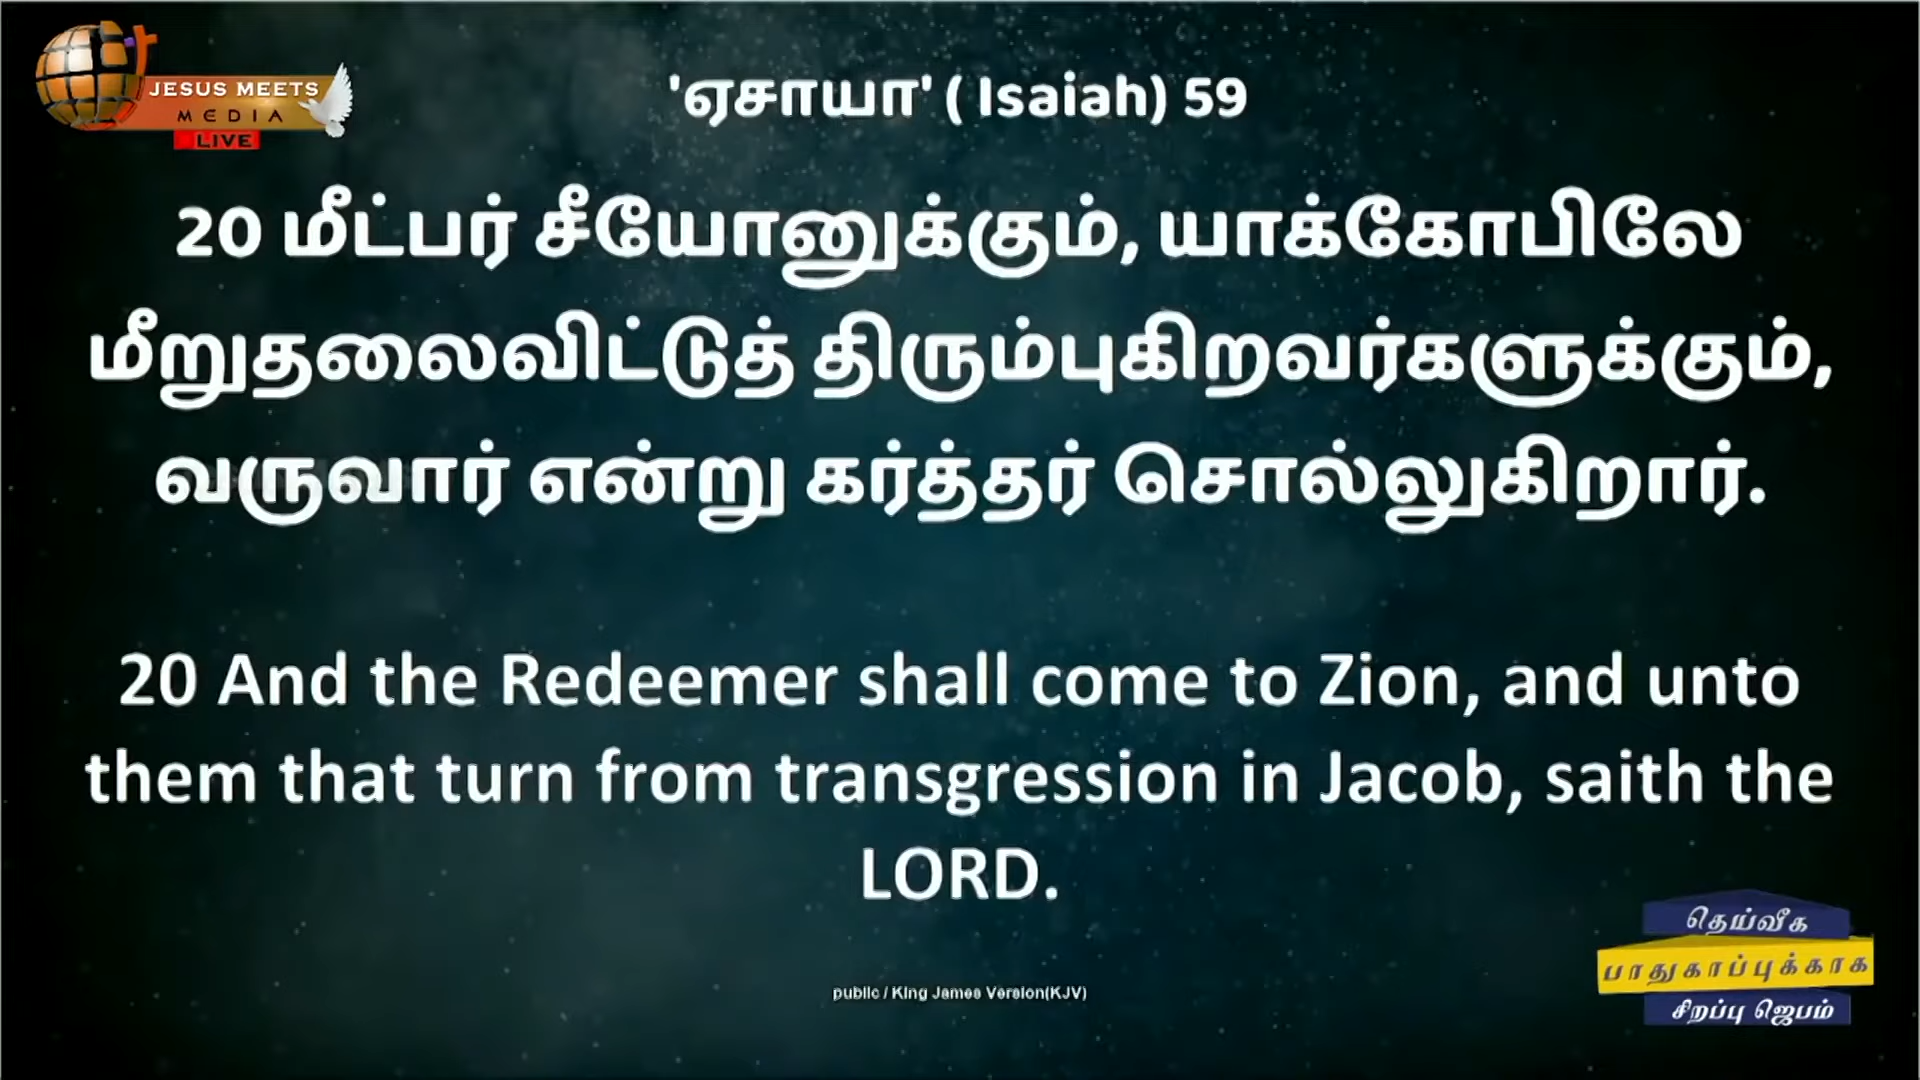 JESUS MEETS
MEDIA
LIVE
'ஏசாயா' ( Isaiah) 59
20 மீட்பர் சீயோனுக்கும், யாக்கோபிலே
மீறுதலைவிட்டுத் திரும்புகிறவர்களுக்கும்,
வருவார் என்று கர்த்தர் சொல்லுகிறார்.
20 And the Redeemer shall come to Zion, and unto
them that turn from transgression in Jacob, saith the
LORD.
public / King James Version(KJV)
தெய்வீக
பாதுகாப்புக்காக
சிறப்பு ஜெபம்